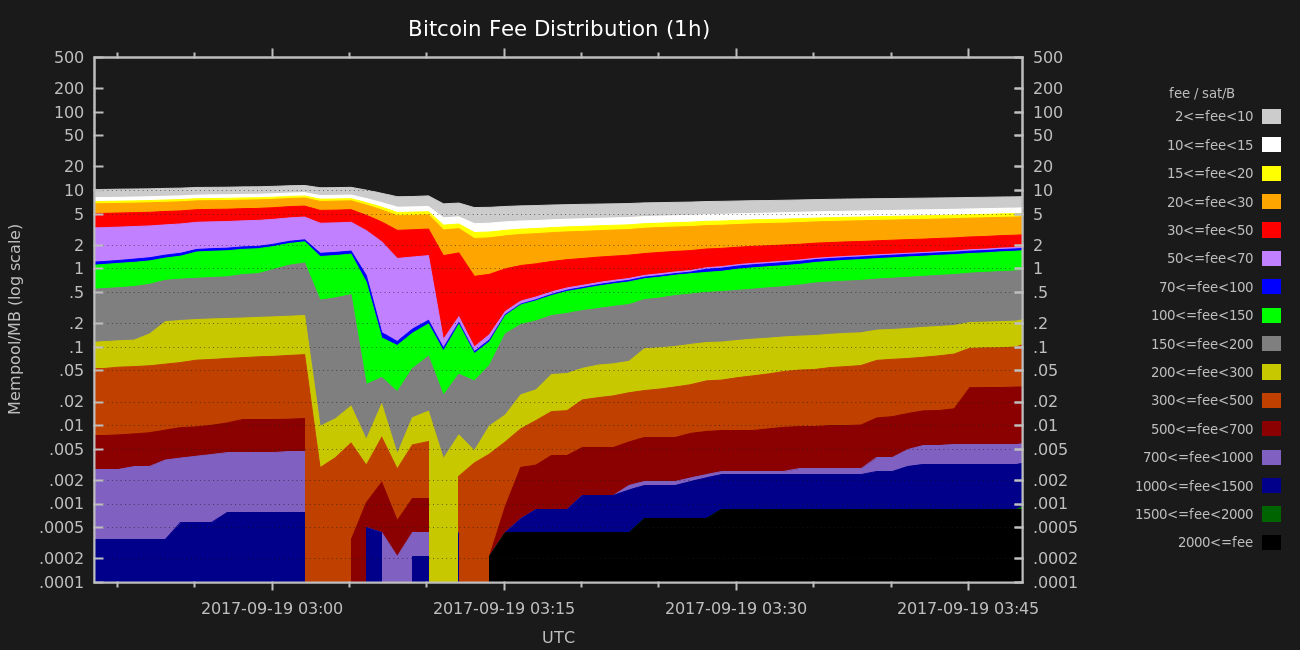 Bitcoin Fee Distribution (1h)
Mempool/MB (log scale)
500
200
100
50
20
10
5
2
1
.5
.2
.1
.05
.02
.01
.005
.002
.001
.0005
.0002
.0001
500
200
100
50
20
10
5
2
1
.5
.2
.1
.05
.02
.01
.005
.002
.001
.0005
.0002
.0001
2017-09-19 03:00
2017-09-19 03:15
2017-09-19 03:30
2017-09-19 03:45
UTC
fee / sat/B
2<=fee<10
10<=fee<15
15<=fee<20
20<=fee<30
30<=fee<50
50<=fee<70
70<=fee<100
100<=fee<150
150<=fee<200
200<=fee<300
300<=fee<500
500<=fee<700
700<=fee<1000
1000<=fee<1500
1500<=fee<2000
2000<=fee